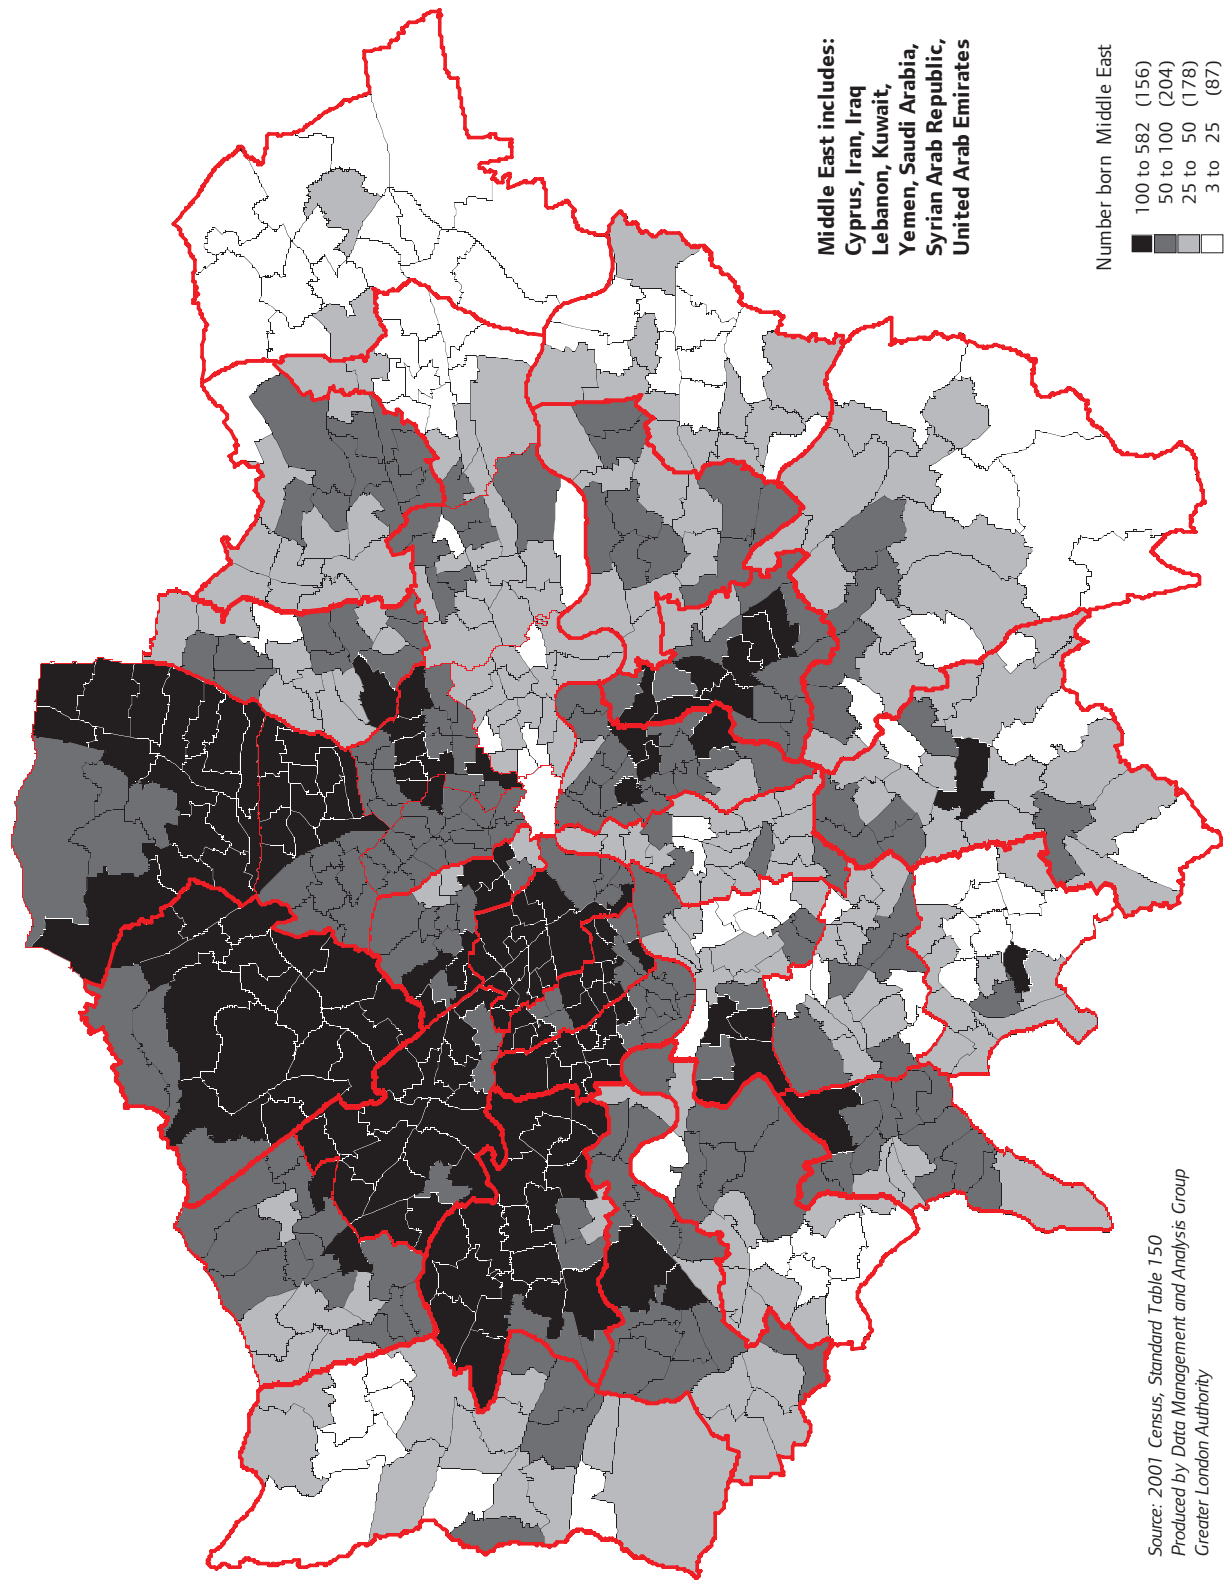 Middle East includes:
Cyprus, Iran, Iraq
Lebanon, Kuwait,
Yemen, Saudi Arabia,
Syrian Arab Republic,
United Arab Emirates
Number born Middle East
100 to 582 (156)
50 to 100 (204)
25 to 50 (178)
3 to 25 (87)
Source: 2001 Census, Standard Table 150
Produced by Data Management and Analysis Group
Greater London Authority